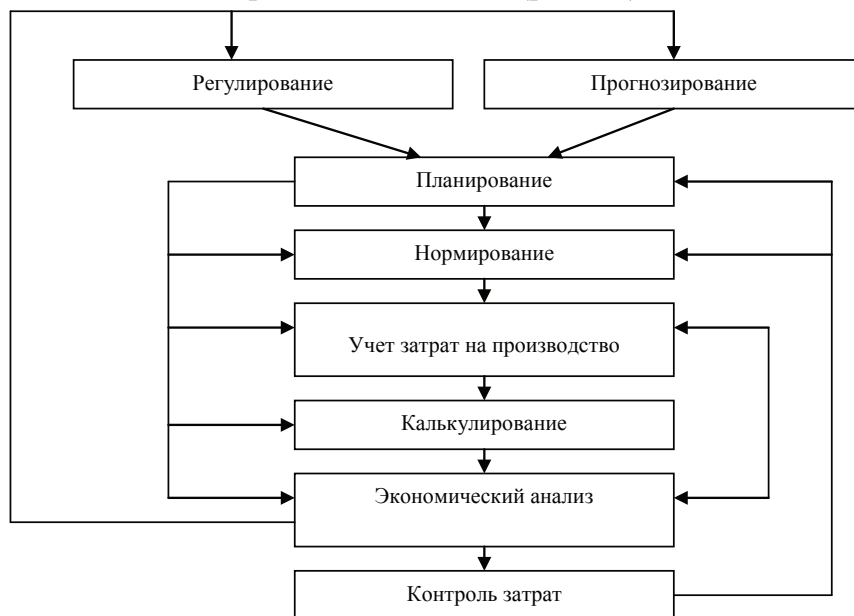 Регулирование
Прогнозирование
Планирование
Нормирование
Учет затрат на производство
Калькулирование
Экономический анализ
Контроль затрат